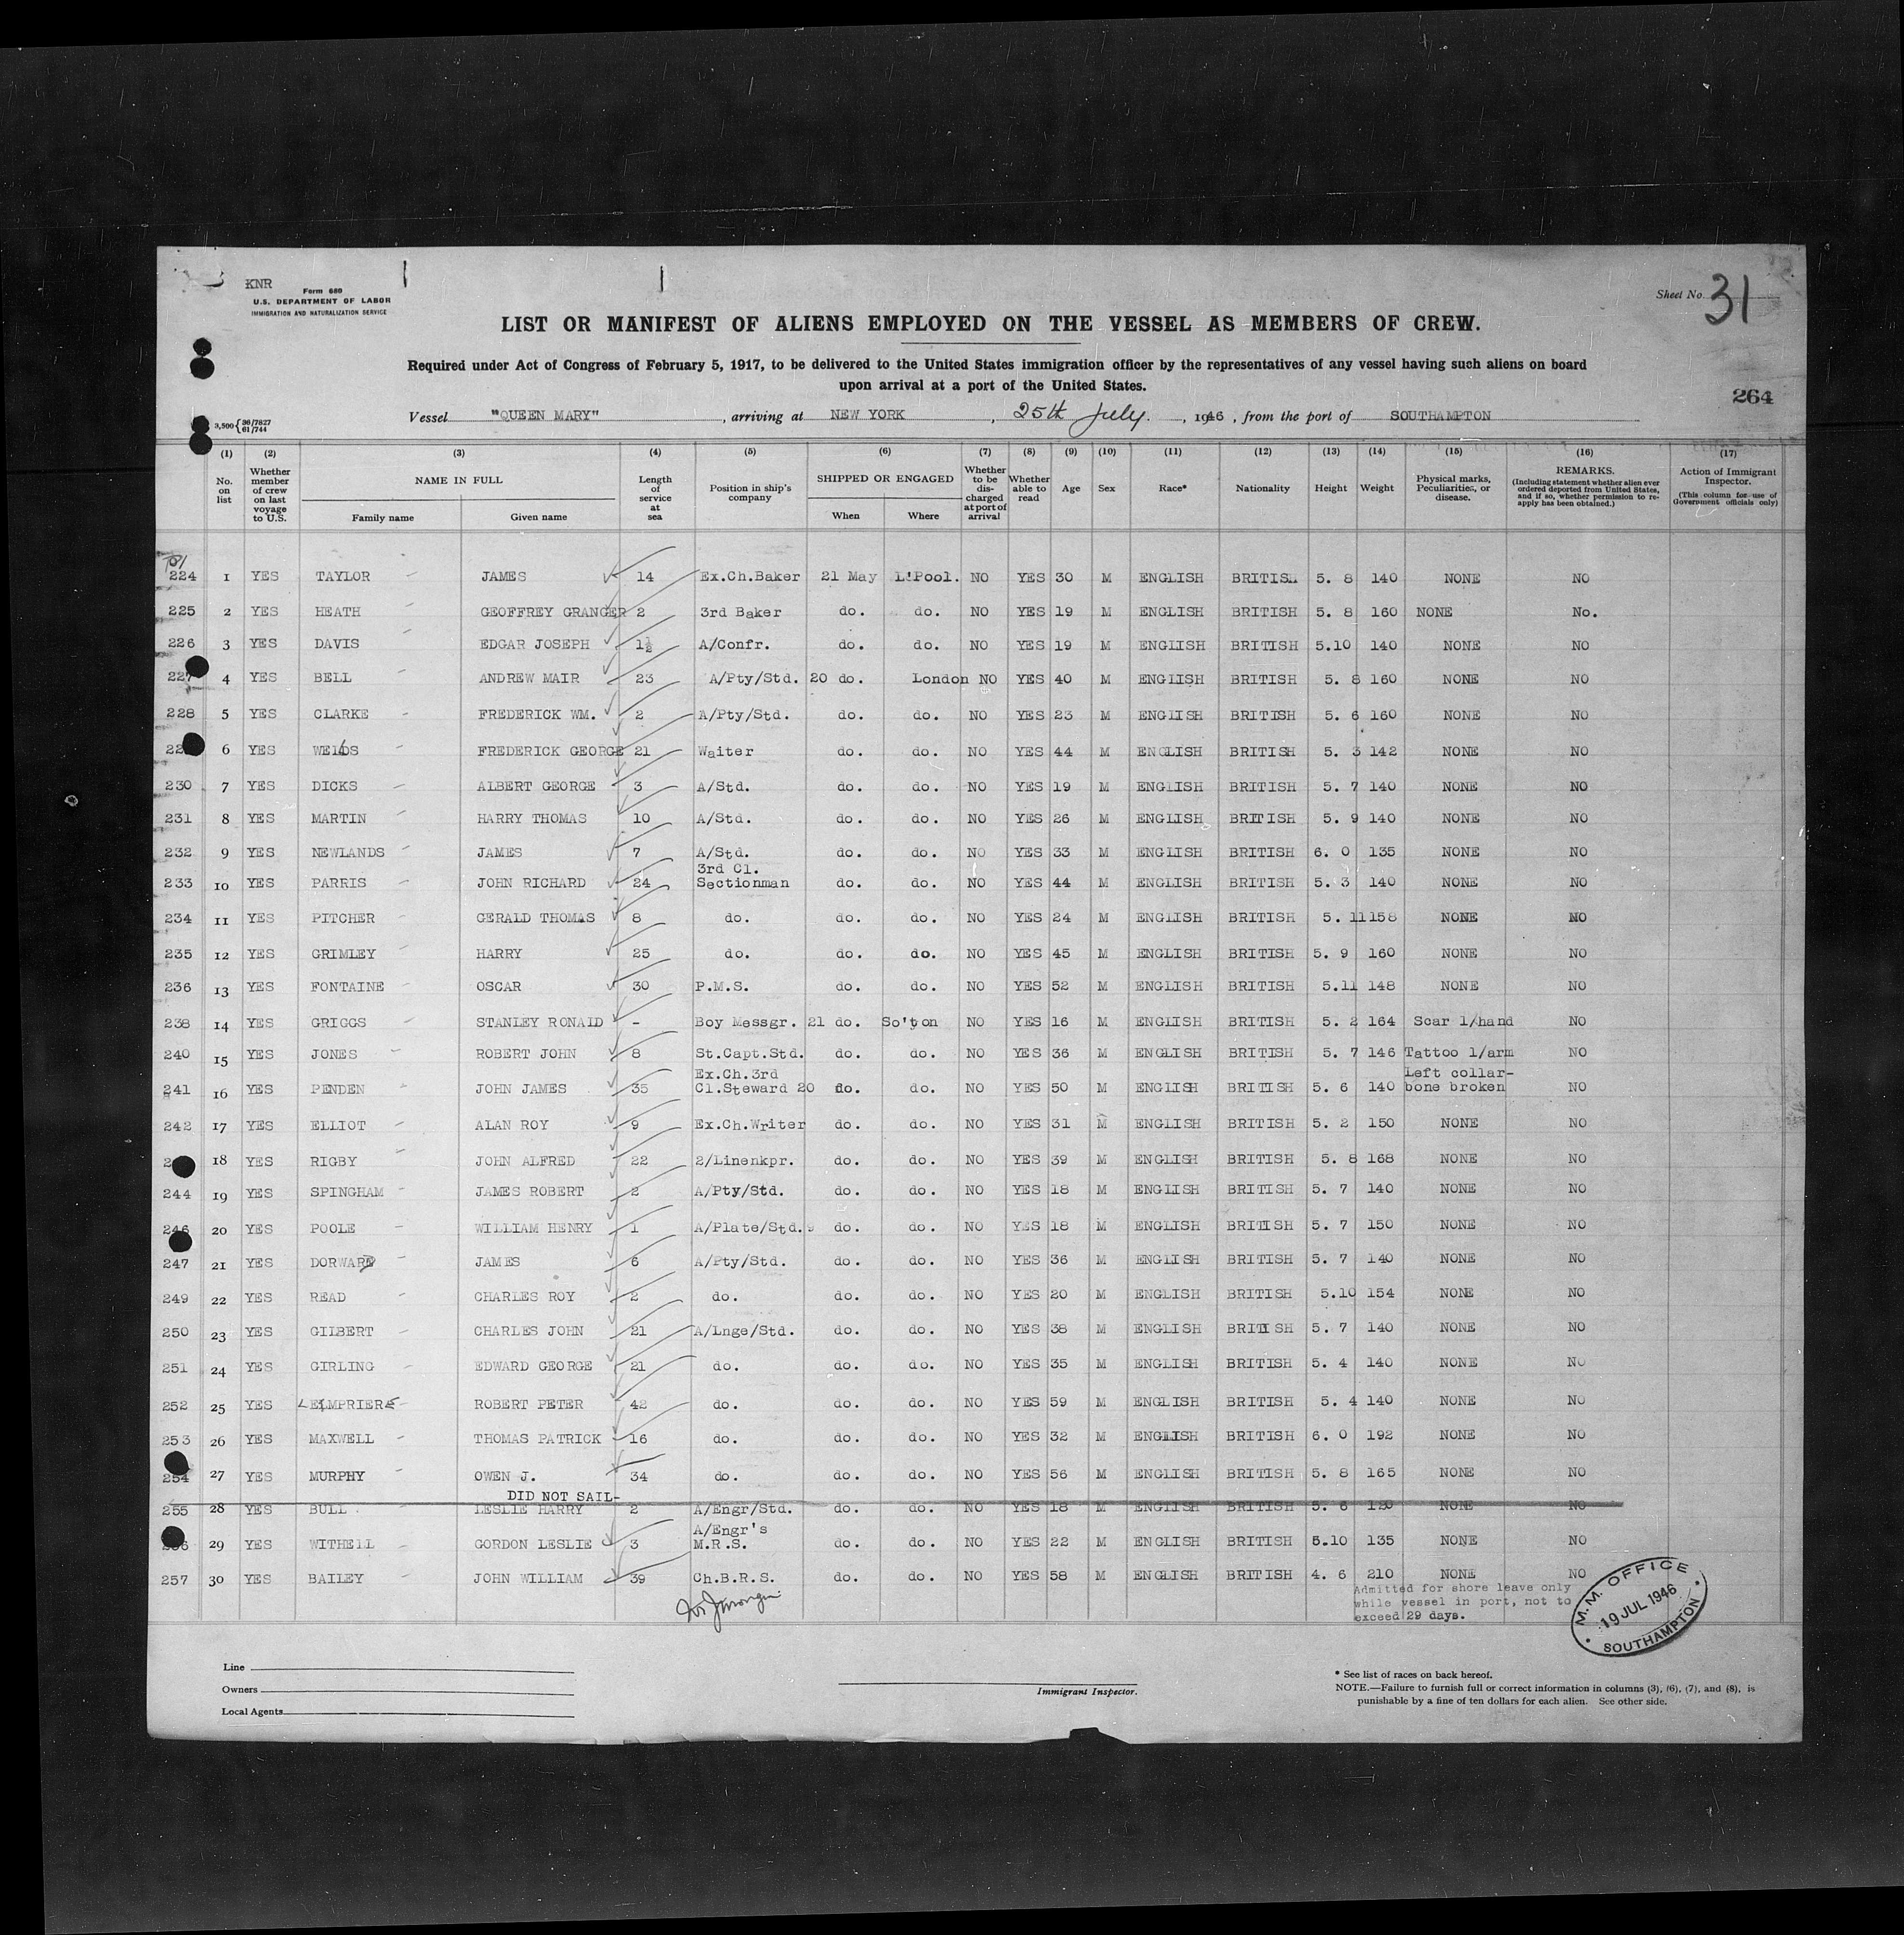 KNR
Form 680
U.S. DEPARTMENT OF LABOR
IMMIGRATION AND NATURALIZATION SERVICE
Sheet No. 31
LIST OR MANIFEST OF ALIENS EMPLOYED ON THE VESSEL AS MEMBERS OF CREW.
Required under Act of Congress of February 5, 1917, to be delivered to the United States immigration officer by the representatives of any vessel having such aliens on board
upon arrival at a port of the United States.
264
3,500 { 36/7827 61/744
Vessel "QUEEN MARY" , arriving at NEW YORK , 25th July. , 1946 , from the port of SOUTHAMPTON
(1) (2) (3) (4) (5) (6) (7) (8) (9) (10) (11) (12) (13) (14) (15) (16) (17)
No. on list
Whether member of crew on last voyage to U.S.
NAME IN FULL
Family name
Given name
Length of service at sea
Position in ship's company
SHIPPED OR ENGAGED
When
Where
Whether to be discharged at port of arrival
Whether able to read
Age
Sex
Race*
Nationality
Height
Weight
Physical marks, Peculiarities, or disease.
REMARKS.
(Including statement whether alien ever ordered deported from United States, and if so, whether permission to re-apply has been obtained.)
Action of Immigrant Inspector.
(This column for use of Government officials only)
224 1 YES TAYLOR JAMES 14 Ex.Ch.Baker 21 May L'Pool. NO YES 30 M ENGLISH BRITISH 5. 8 140 NONE NO
225 2 YES HEATH GEOFFREY GRANGER 2 3rd Baker do. do. NO YES 19 M ENGLISH BRITISH 5. 8 160 NONE No.
226 3 YES DAVIS EDGAR JOSEPH 1½ A/Confr. do. do. NO YES 19 M ENGLISH BRITISH 5.10 140 NONE NO
227 4 YES BELL ANDREW MAIR 23 A/Pty/Std. 20 do. London NO YES 40 M ENGLISH BRITISH 5. 8 160 NONE NO
228 5 YES CLARKE FREDERICK WM. 2 A/Pty/Std. do. do. NO YES 23 M ENGLISH BRITISH 5. 6 160 NONE NO
6 YES FREDERICK GEORGE 21 Waiter do. do. NO YES 44 M ENGLISH BRITISH 5. 3 142 NONE NO
230 7 YES DICKS ALBERT GEORGE 3 A/Std. do. do. NO YES 19 M ENGLISH BRITISH 5. 7 140 NONE NO
231 8 YES MARTIN HARRY THOMAS 10 A/Std. do. do. NO YES 26 M ENGLISH BRITISH 5. 9 140 NONE NO
232 9 YES NEWLANDS JAMES 7 A/Std. do. do. NO YES 33 M ENGLISH BRITISH 6. 0 135 NONE NO
233 10 YES PARRIS JOHN RICHARD 24 3rd Cl. Sectionman do. do. NO YES 44 M ENGLISH BRITISH 5. 3 140 NONE NO
234 11 YES PITCHER GERALD THOMAS 8 do. do. do. NO YES 24 M ENGLISH BRITISH 5. 11 158 NONE NO
235 12 YES GRIMLEY HARRY 25 do. do. do. NO YES 45 M ENGLISH BRITISH 5. 9 160 NONE NO
236 13 YES FONTAINE OSCAR 30 P.M.S. do. do. NO YES 52 M ENGLISH BRITISH 5.11 148 NONE NO
238 14 YES GRIGGS STANLEY RONALD - Boy Messgr. 21 do. So'ton NO YES 16 M ENGLISH BRITISH 5. 2 164 Scar l/hand NO
240 15 YES JONES ROBERT JOHN 8 St.Capt.Std. do. do. NO YES 36 M ENGLISH BRITISH 5. 7 146 Tattoo l/arm NO
241 16 YES PENDEN JOHN JAMES 35 Ex.Ch.3rd Cl.Steward 20 do. do. NO YES 50 M ENGLISH BRITISH 5. 6 140 Left collar-bone broken NO
242 17 YES ELLIOT ALAN ROY 9 Ex.Ch.Writer do. do. NO YES 31 M ENGLISH BRITISH 5. 2 150 NONE NO
18 YES RIGBY JOHN ALFRED 22 2/Linenkpr. do. do. NO YES 39 M ENGLISH BRITISH 5. 8 168 NONE NO
244 19 YES SPINGHAM JAMES ROBERT 2 A/Pty/Std. do. do. NO YES 18 M ENGLISH BRITISH 5. 7 140 NONE NO
246 20 YES POOLE WILLIAM HENRY 1 A/Plate/Std. do. do. NO YES 18 M ENGLISH BRITISH 5. 7 150 NONE NO
247 21 YES DORWARD JAMES 6 A/Pty/Std. do. do. NO YES 36 M ENGLISH BRITISH 5. 7 140 NONE NO
249 22 YES READ CHARLES ROY 2 do. do. do. NO YES 20 M ENGLISH BRITISH 5.10 154 NONE NO
250 23 YES GILBERT CHARLES JOHN 21 A/Lnge/Std. do. do. NO YES 38 M ENGLISH BRITISH 5. 7 140 NONE NO
251 24 YES GIRLING EDWARD GEORGE 21 do. do. do. NO YES 35 M ENGLISH BRITISH 5. 4 140 NONE NO
252 25 YES LEMPRIERE ROBERT PETER 42 do. do. do. NO YES 59 M ENGLISH BRITISH 5. 4 140 NONE NO
253 26 YES MAXWELL THOMAS PATRICK 16 do. do. do. NO YES 32 M ENGLISH BRITISH 6. 0 192 NONE NO
254 27 YES MURPHY OWEN J. 34 do. do. do. NO YES 56 M ENGLISH BRITISH 5. 8 165 NONE NO
DID NOT SAIL-
255 28 YES BULL LESLIE HARRY 2 A/Engr/Std. do. do. NO YES 18 M ENGLISH BRITISH 5. 6 120 NONE NO
29 YES WITHELL GORDON LESLIE 3 A/Engr's M.R.S. do. do. NO YES 22 M ENGLISH BRITISH 5.10 135 NONE NO
257 30 YES BAILEY JOHN WILLIAM 39 Ch.B.R.S. do. do. NO YES 58 M ENGLISH BRITISH 4. 6 210 NONE NO
Admitted for shore leave only
while vessel in port, not to
exceed 29 days.
M.M. OFFICE
19 JUL 1946
SOUTHAMPTON
Line
Owners
Local Agents
Immigrant Inspector.
* See list of races on back hereof.
NOTE.—Failure to furnish full or correct information in columns (3), (6), (7), and (8), is
punishable by a fine of ten dollars for each alien. See other side.